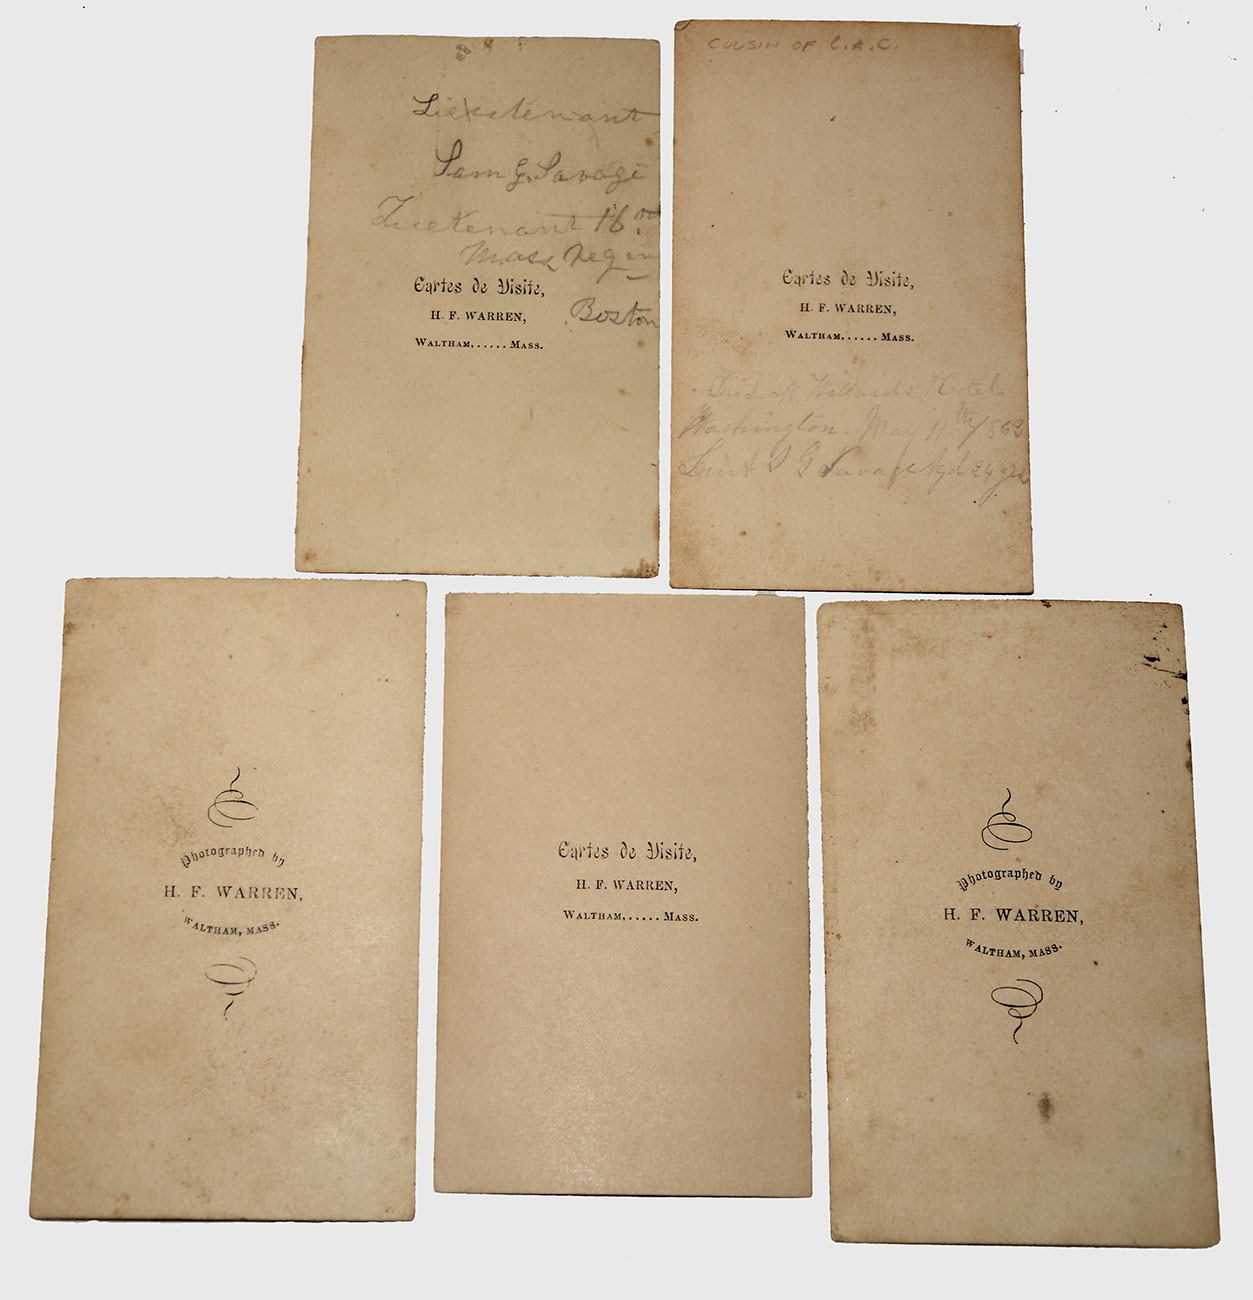 Lieutenant
Sam G. Savage
Lieutenant 16
Mass Regim
Cartes de Visite,
H. F. WARREN,
Boston
WALTHAM,.....MASS.
COUSIN OF C.A.C.
Cartes de Visite,
H. F. WARREN,
WALTHAM,.....MASS.
Died at Willards Hotel
Washington. May 11th/1863
Lieut S G Savage Agd 24 yrs
Photographed by
H. F. WARREN,
WALTHAM, MASS.
Cartes de Visite,
H. F. WARREN,
WALTHAM,.....MASS.
Photographed by
H. F. WARREN,
WALTHAM, MASS.